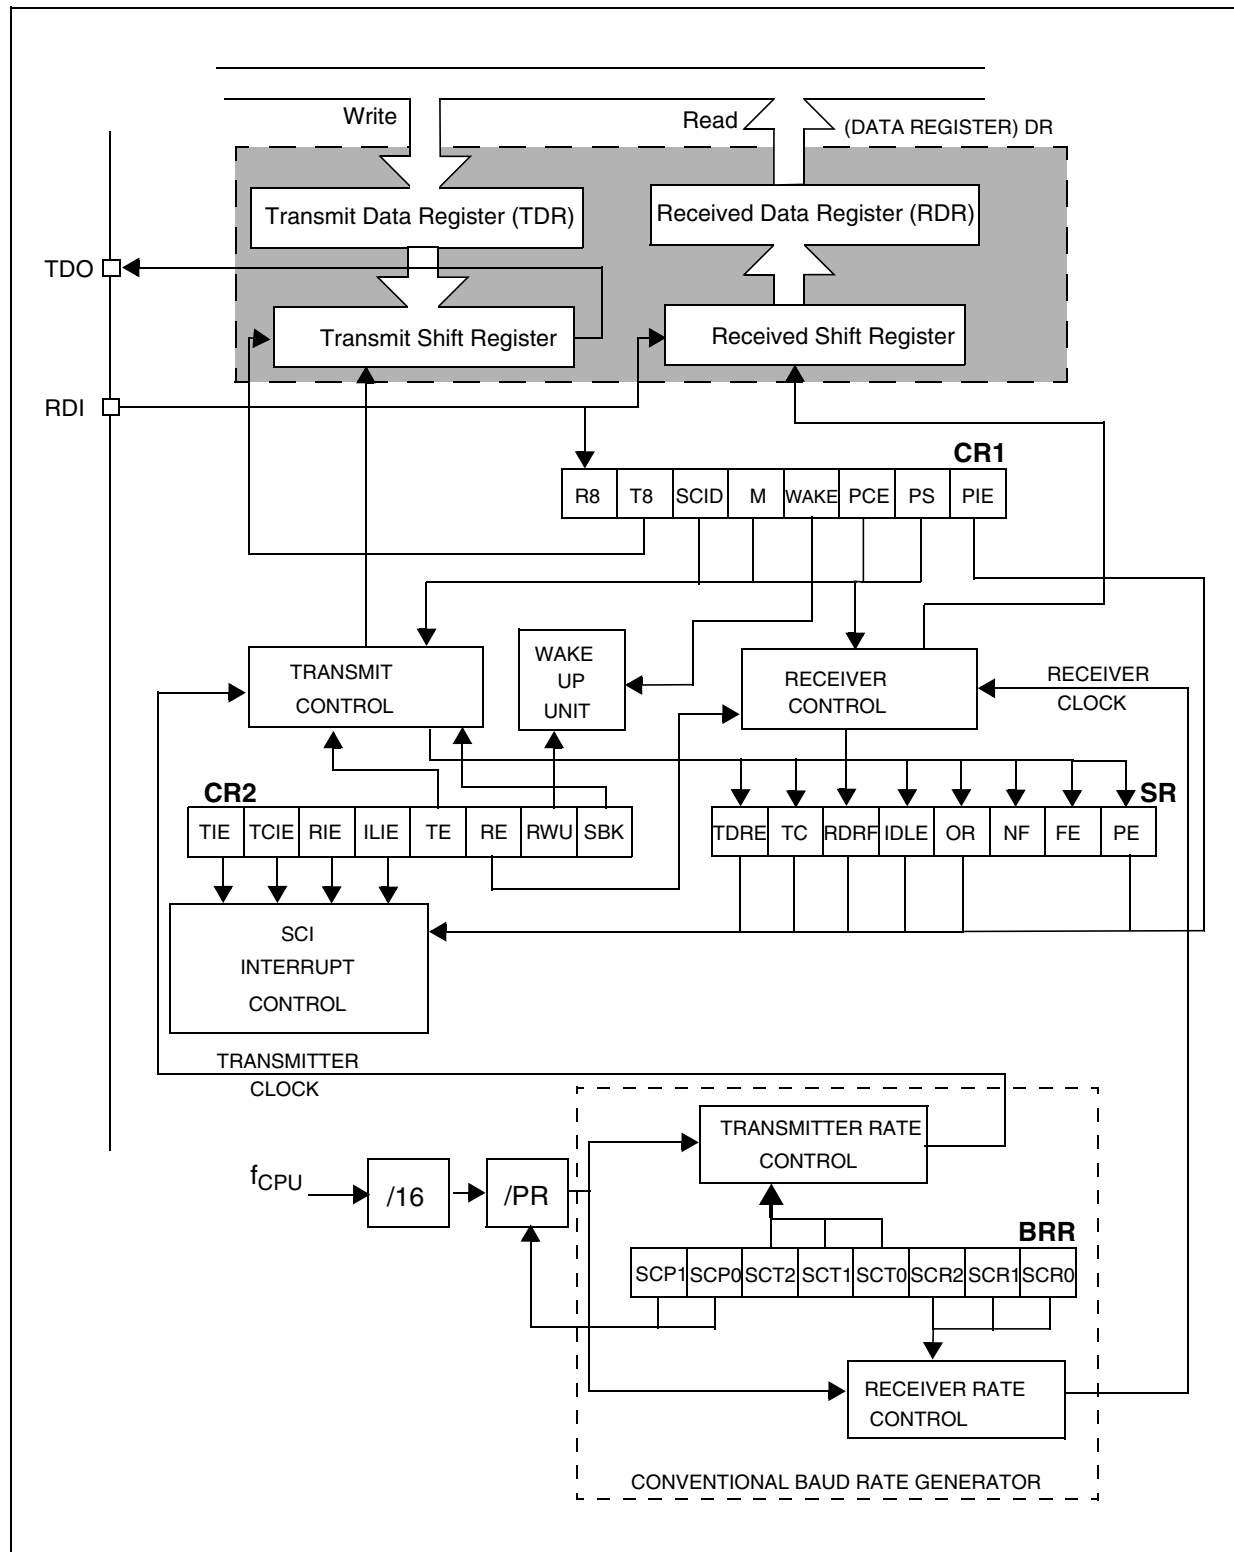 Write
Read
(DATA REGISTER) DR
Transmit Data Register (TDR)
Received Data Register (RDR)
TDO
Transmit Shift Register
Received Shift Register
RDI
CR1
R8 T8 SCID M WAKE PCE PS PIE
TRANSMIT
CONTROL
WAKE
UP
UNIT
RECEIVER
CONTROL
RECEIVER
CLOCK
CR2
TIE TCIE RIE ILIE TE RE RWU SBK
SR
TDRE TC RDRF IDLE OR NF FE PE
SCI
INTERRUPT
CONTROL
TRANSMITTER
CLOCK
TRANSMITTER RATE
CONTROL
fCPU
/16
/PR
BRR
SCP1 SCP0 SCT2 SCT1 SCT0 SCR2 SCR1 SCR0
RECEIVER RATE
CONTROL
CONVENTIONAL BAUD RATE GENERATOR